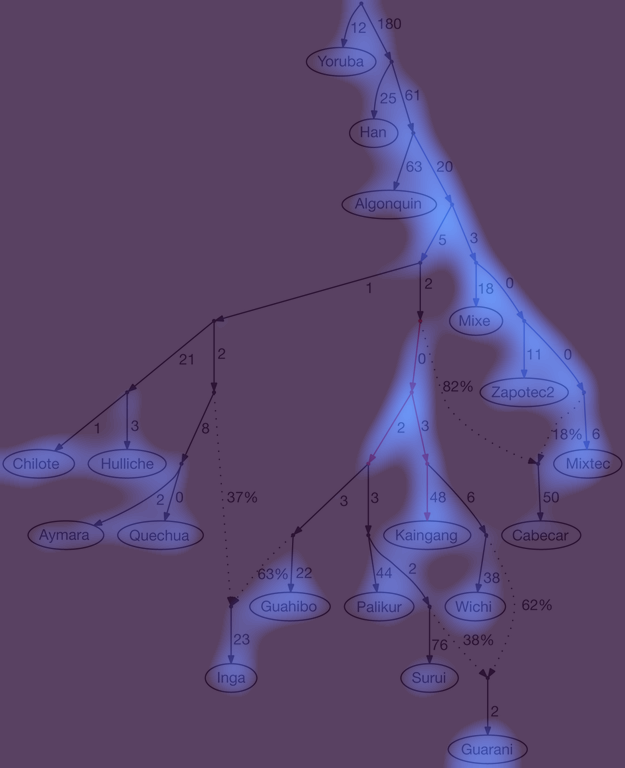 12 180
Yoruba
25 61
Han
63 20
Algonquin
5 3
1 2 18 0
Mixe
21 2 0 82% 11 0
Zapotec2
1 3 8 2 3 18% 6
Chilote Hulliche Mixtec
2 0 37% 3 3 48 6 50
Aymara Quechua Kaingang Cabecar
63% 22 44 2 38
Guahibo Palikur Wichi 62%
23 76 38%
Inga Surui
2
Guarani